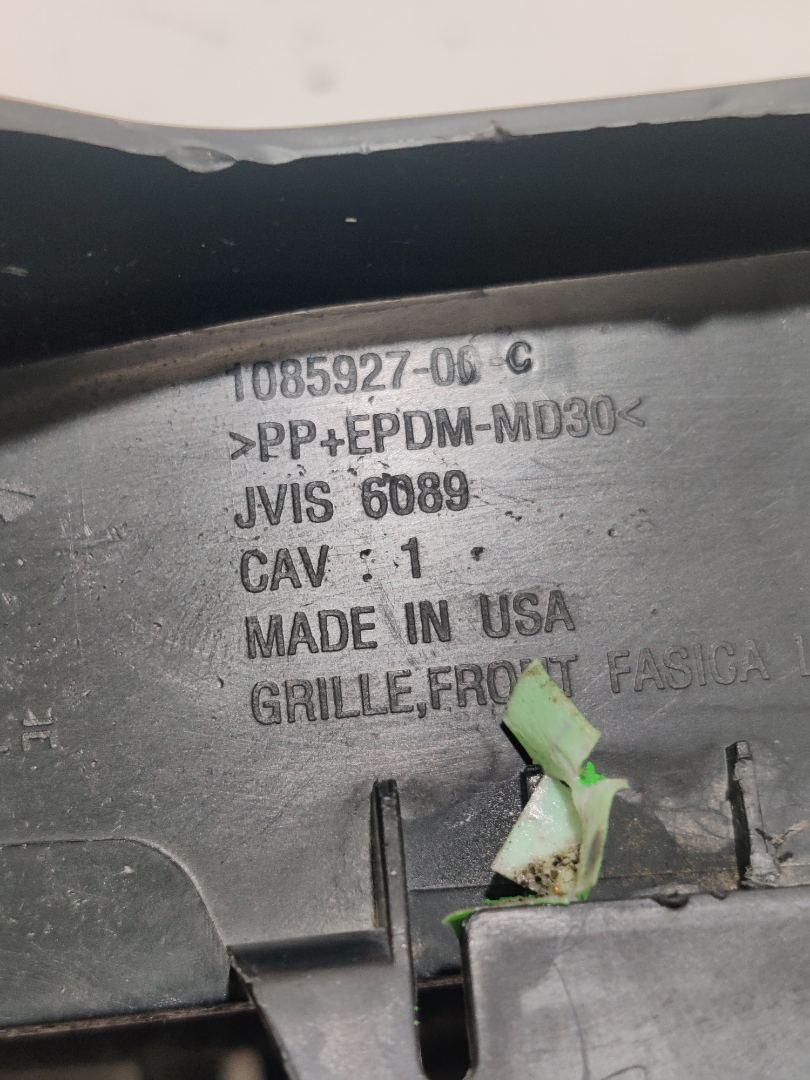 1085927-00-C
>PP+EPDM-MD30<
JVIS 6089
CAV : 1
MADE IN USA
GRILLE,FRONT FASICA